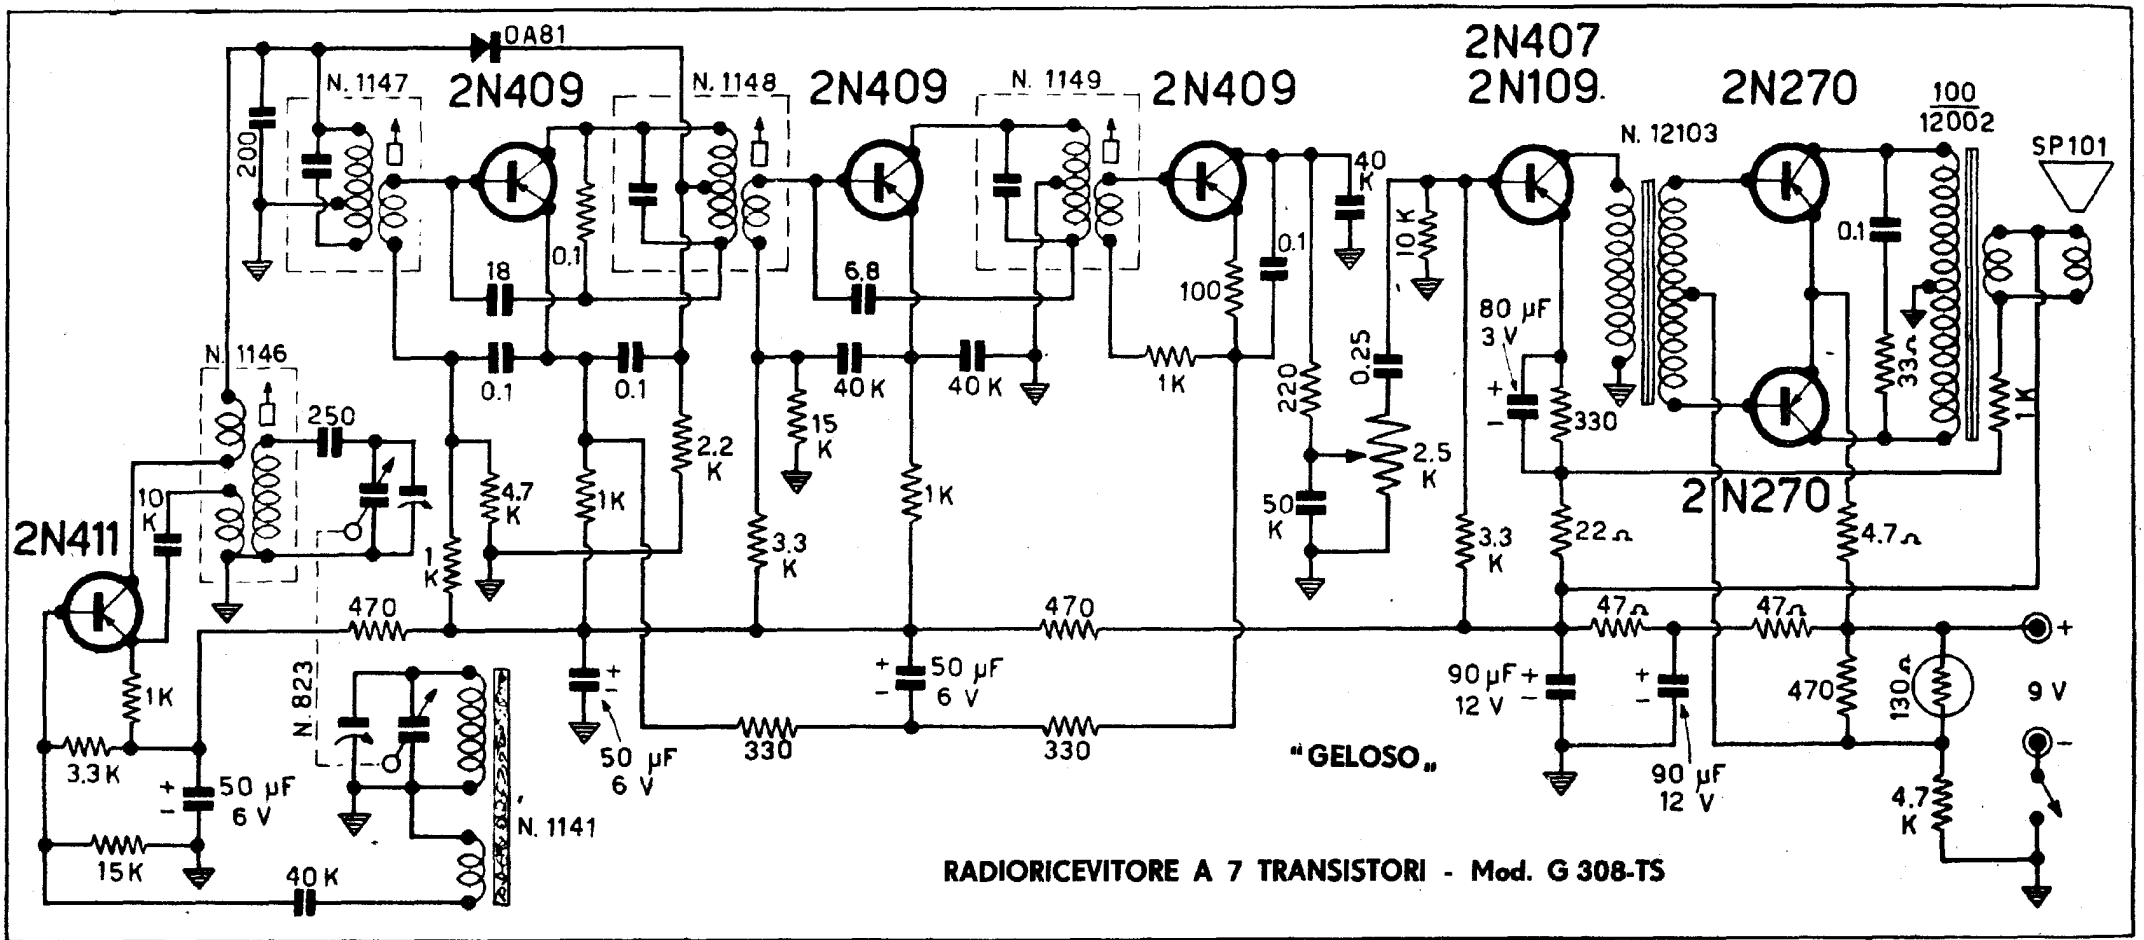 OA81
2N407
2N109
N. 1147
2N409
N. 1148
2N409
N. 1149
2N409
2N270
100
12002
SP101
N. 12103
200
40
K
10 K
0.1
0.1
0.1
18
6.8
100
80 µF
3 V
+
-
33Ω
N. 1146
0.1
0.1
40 K
40 K
1K
220
0.25
1K
250
15
K
2.2
K
330
2.5
K
10
K
4.7
K
1K
1K
50
K
2N270
2N411
1
K
3.3
K
3.3
K
22Ω
4.7Ω
470
470
47Ω
47Ω
+
1K
N. 823
+
-
50 µF
6 V
+
-
50 µF
6 V
90 µF
12 V
+
-
+
-
90 µF
12 V
470
130Ω
9 V
-
3.3K
330
330
"GELOSO„
+
-
50 µF
6 V
4.7
K
N. 1141
15K
40 K
RADIORICEVITORE A 7 TRANSISTORI - Mod. G 308-TS